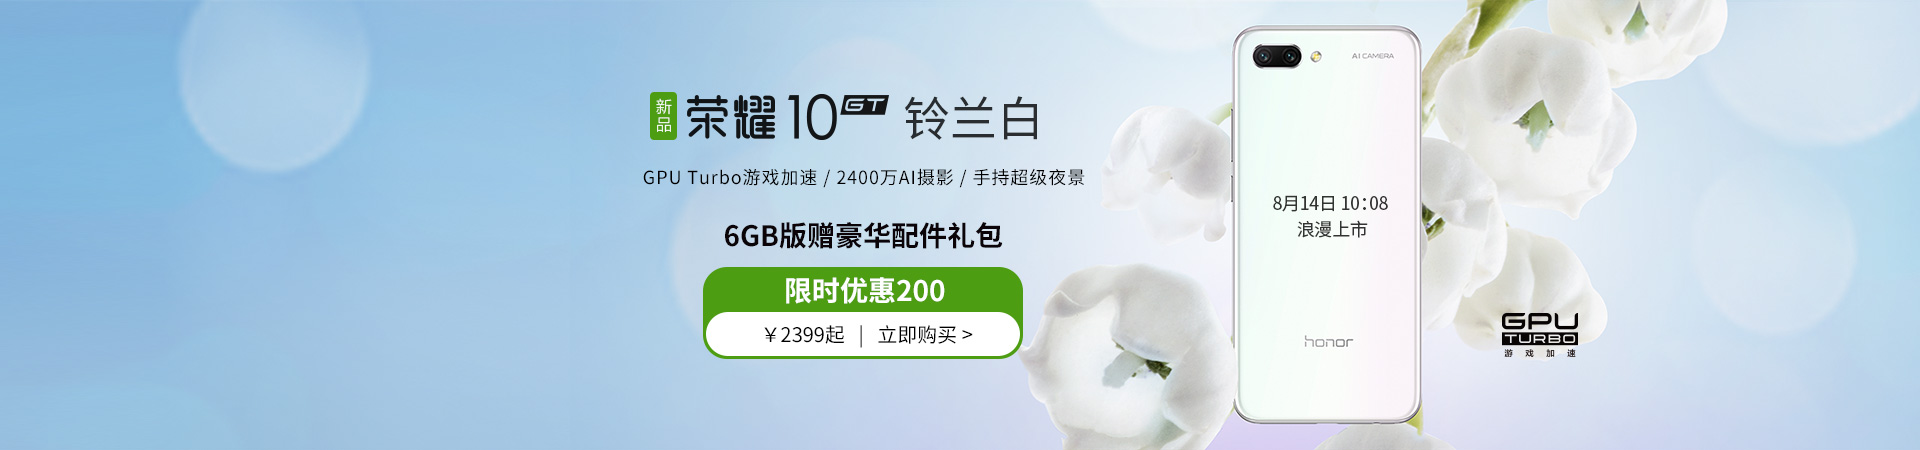 新品 荣耀10 GT 铃兰白
GPU Turbo游戏加速 / 2400万AI摄影 / 手持超级夜景
6GB版赠豪华配件礼包
限时优惠200
￥2399起 | 立即购买 >
AI CAMERA
8月14日 10:08
浪漫上市
honor
GPU
TURBO
游戏加速